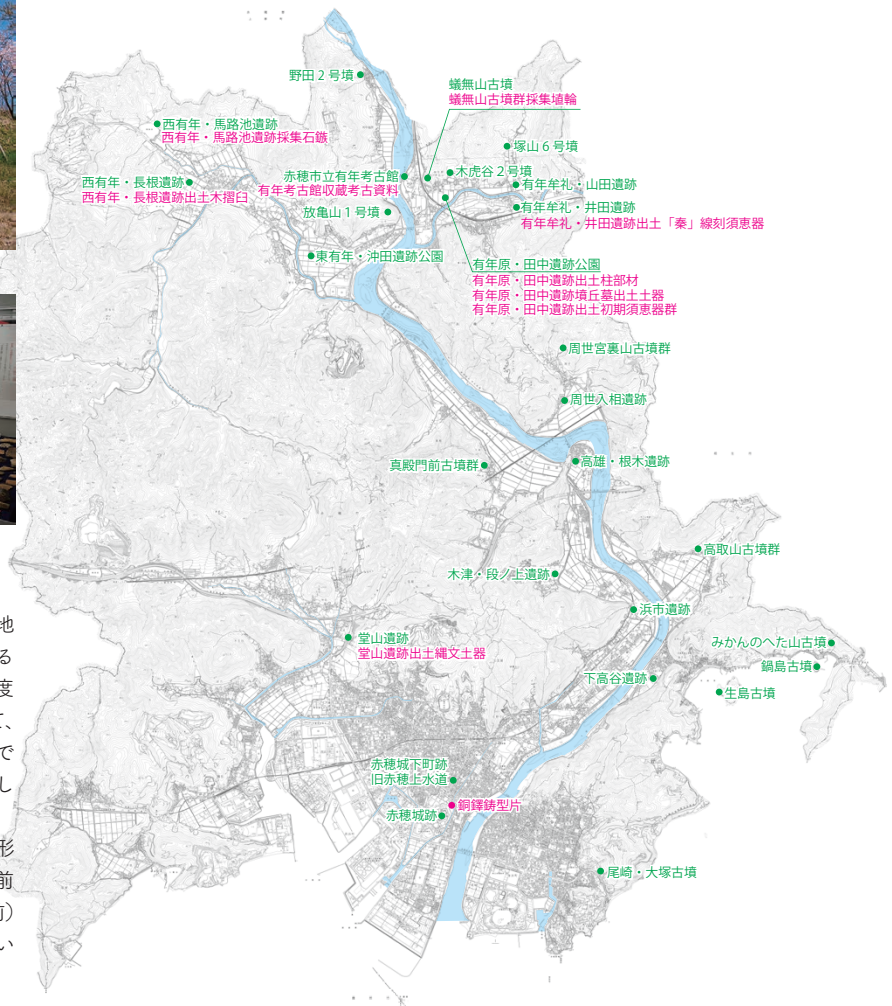 野田２号墳
蟻無山古墳
蟻無山古墳群採集埴輪
西有年・馬路池遺跡
西有年・馬路池遺跡採集石鏃
塚山６号墳
木虎谷２号墳
西有年・長根遺跡
西有年・長根遺跡出土木摺臼
赤穂市立有年考古館
有年考古館収蔵考古資料
有年牟礼・山田遺跡
放亀山１号墳
有年牟礼・井田遺跡
有年牟礼・井田遺跡出土「秦」線刻須恵器
東有年・沖田遺跡公園
有年原・田中遺跡公園
有年原・田中遺跡出土柱部材
有年原・田中遺跡墳丘墓出土土器
有年原・田中遺跡出土初期須恵器群
周世宮裏山古墳群
周世入相遺跡
真殿門前古墳群
高雄・根木遺跡
高取山古墳群
木津・段ノ上遺跡
浜市遺跡
堂山遺跡
堂山遺跡出土縄文土器
みかんのへた山古墳
鍋島古墳
下高谷遺跡
生島古墳
赤穂城下町跡
旧赤穂上水道
銅鐸鋳型片
赤穂城跡
尾崎・大塚古墳
地
る
度
で
し
形
前
い